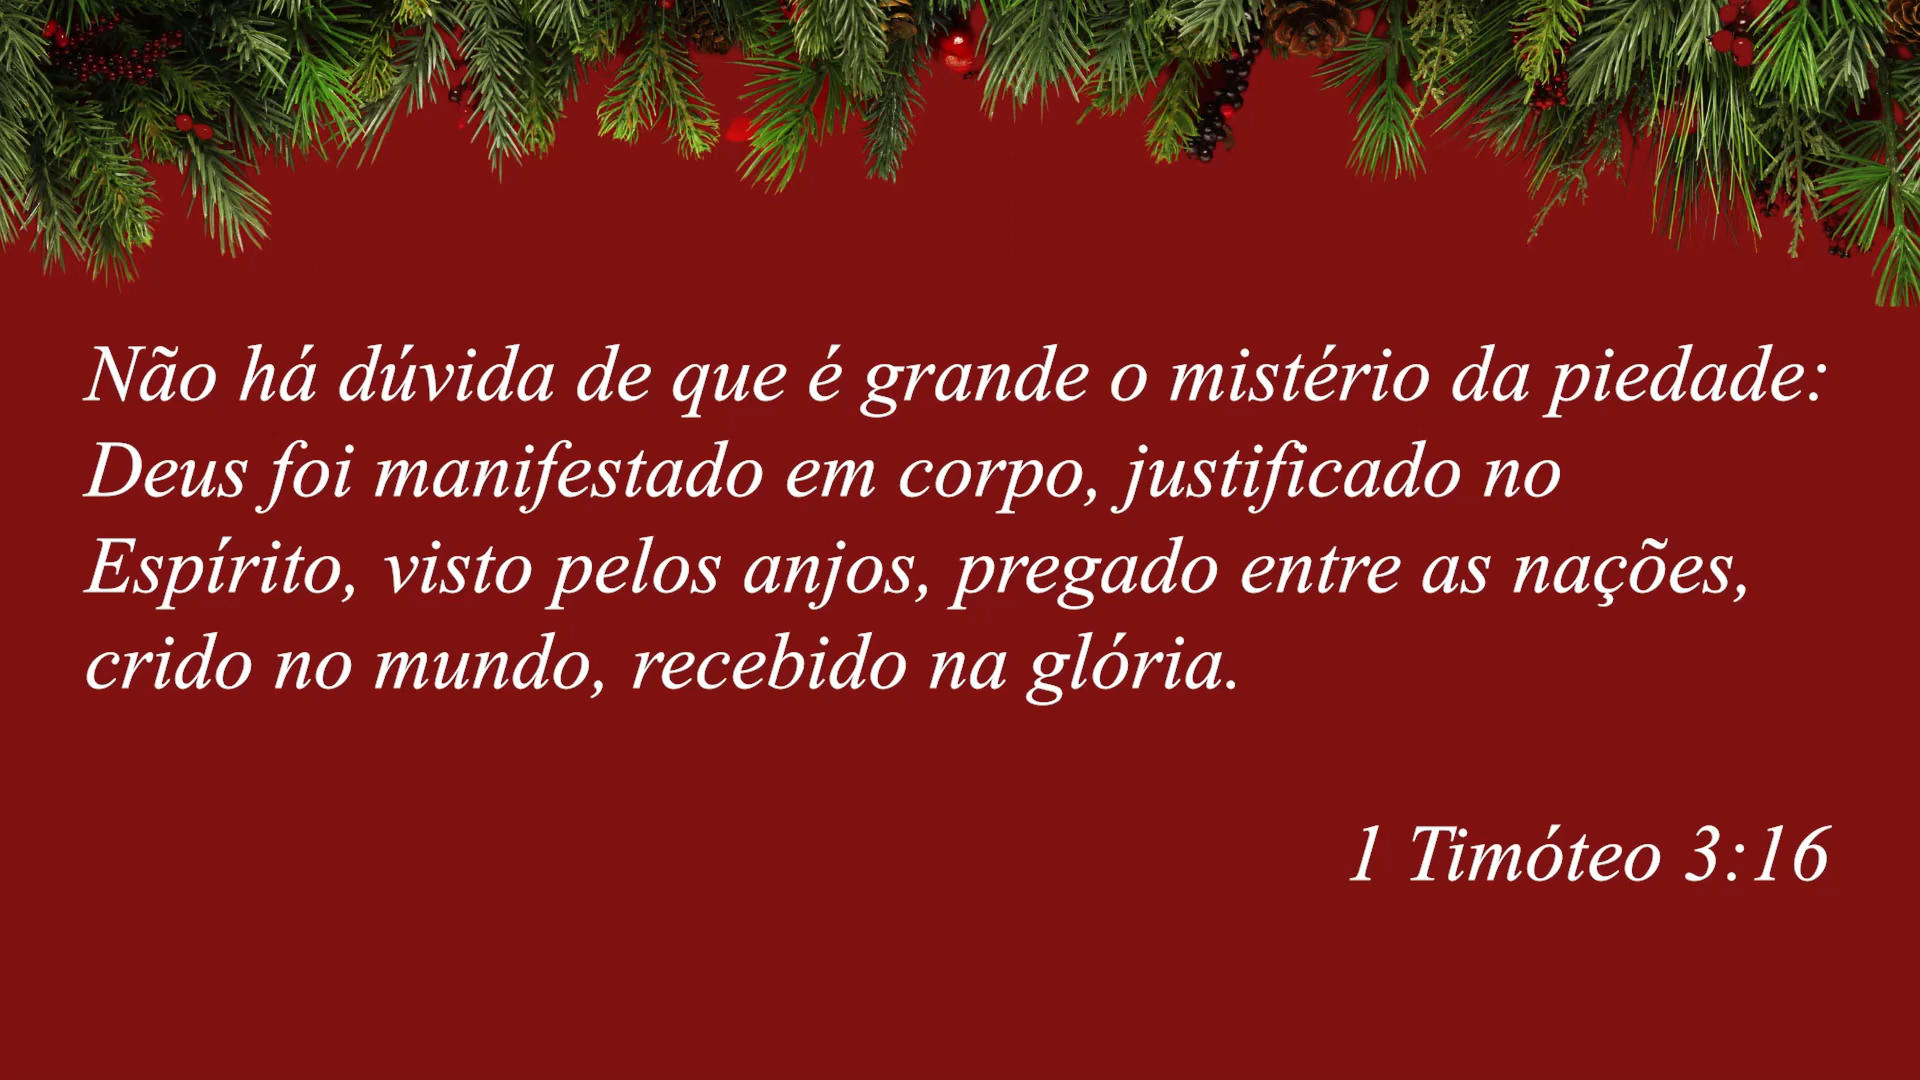 Não há dúvida de que é grande o mistério da piedade:
Deus foi manifestado em corpo, justificado no
Espírito, visto pelos anjos, pregado entre as nações,
crido no mundo, recebido na glória.
1 Timóteo 3:16